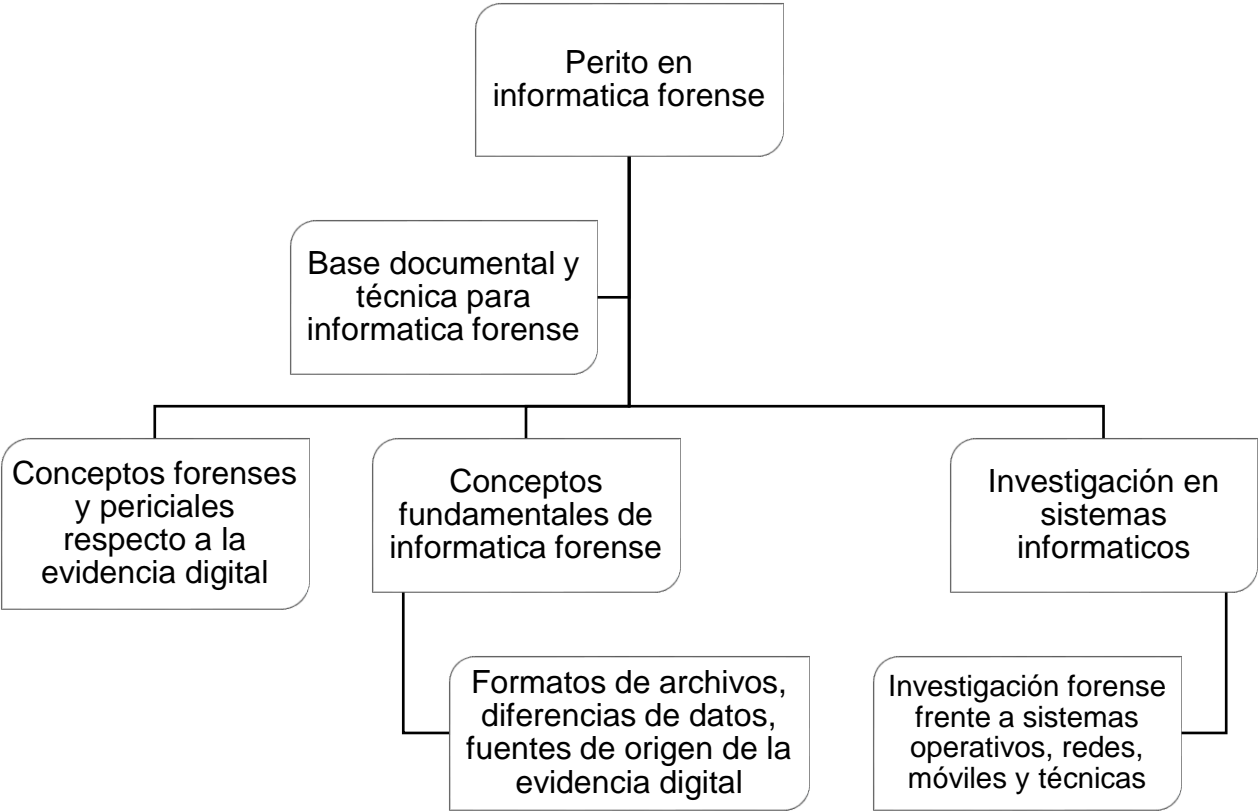 Perito en
informatica forense
Base documental y
técnica para
informatica forense
Conceptos forenses
y periciales
respecto a la
evidencia digital
Conceptos
fundamentales de
informatica forense
Investigación en
sistemas
informaticos
Formatos de archivos,
diferencias de datos,
fuentes de origen de la
evidencia digital
Investigación forense
frente a sistemas
operativos, redes,
móviles y técnicas